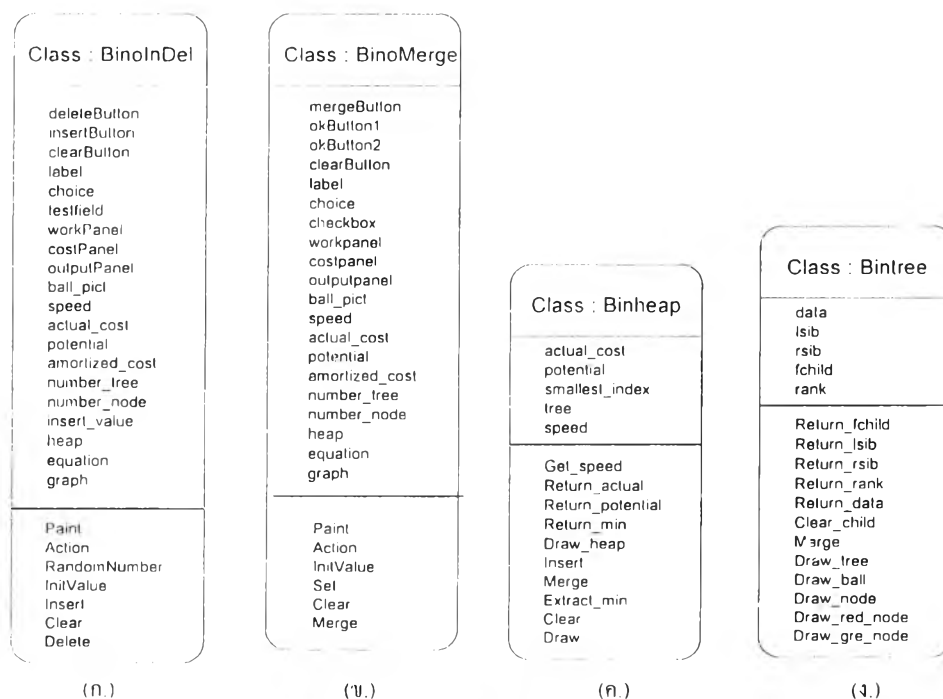 Class : BinoInDel
deleteButton
insertButton
clearButton
label
choice
testfield
workPanel
costPanel
outputPanel
ball_pict
speed
actual_cost
potential
amortized_cost
number_tree
number_node
insert_value
heap
equation
graph
Paint
Action
RandomNumber
InitValue
Insert
Clear
Delete
(ก.)
Class : BinoMerge
mergeButton
okButton1
okButton2
clearButton
label
choice
checkbox
workpanel
costpanel
outputpanel
ball_pict
speed
actual_cost
potential
amortized_cost
number_tree
number_node
heap
equation
graph
Paint
Action
InitValue
Set
Clear
Merge
(ข.)
Class : Binheap
actual_cost
potential
smallest_index
tree
speed
Get_speed
Return_actual
Return_potential
Return_min
Draw_heap
Insert
Merge
Extract_min
Clear
Draw
(ค.)
Class : Bintree
data
lsib
rsib
fchild
rank
Return_fchild
Return_lsib
Return_rsib
Return_rank
Return_data
Clear_child
Merge
Draw_tree
Draw_ball
Draw_node
Draw_red_node
Draw_gre_node
(ง.)